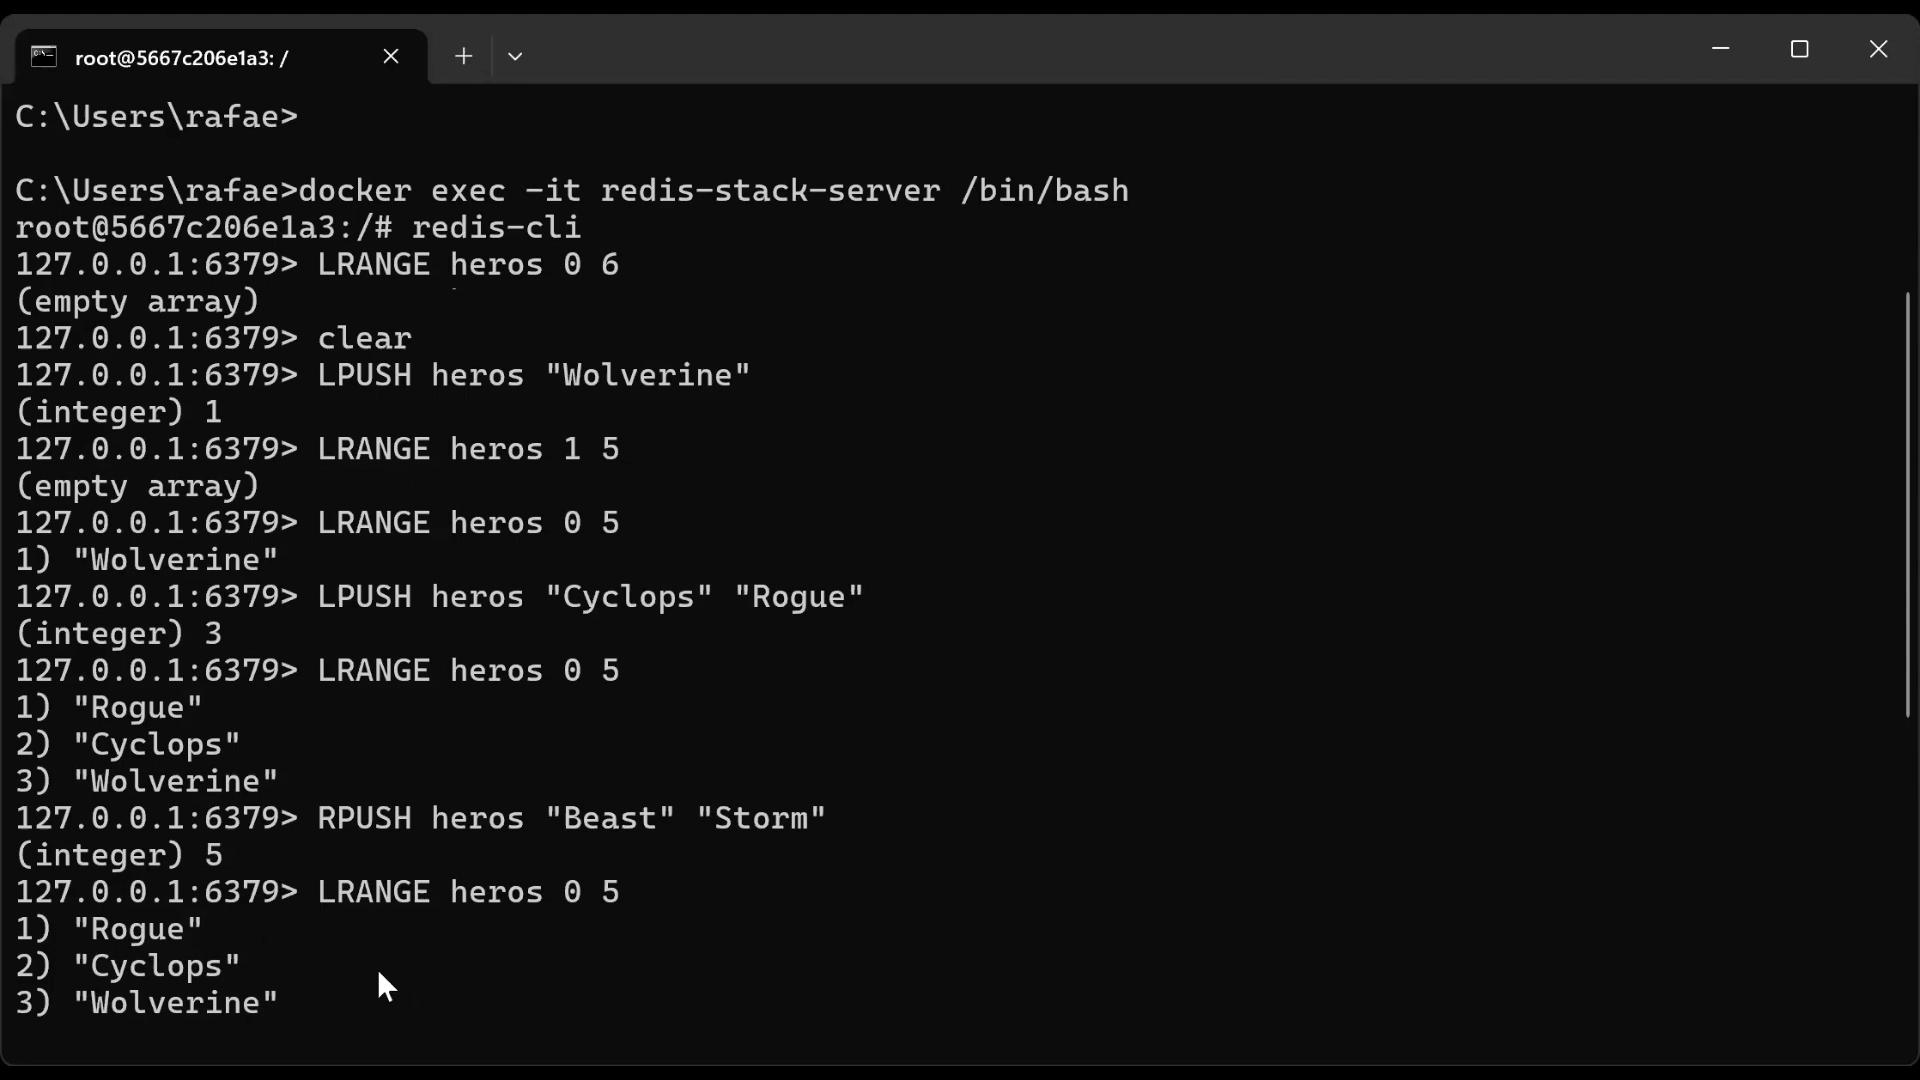 root@5667c206e1a3: /
C:\Users\rafae>
C:\Users\rafae>docker exec -it redis-stack-server /bin/bash
root@5667c206e1a3:/# redis-cli
127.0.0.1:6379> LRANGE heros 0 6
(empty array)
127.0.0.1:6379> clear
127.0.0.1:6379> LPUSH heros "Wolverine"
(integer) 1
127.0.0.1:6379> LRANGE heros 1 5
(empty array)
127.0.0.1:6379> LRANGE heros 0 5
1) "Wolverine"
127.0.0.1:6379> LPUSH heros "Cyclops" "Rogue"
(integer) 3
127.0.0.1:6379> LRANGE heros 0 5
1) "Rogue"
2) "Cyclops"
3) "Wolverine"
127.0.0.1:6379> RPUSH heros "Beast" "Storm"
(integer) 5
127.0.0.1:6379> LRANGE heros 0 5
1) "Rogue"
2) "Cyclops"
3) "Wolverine"